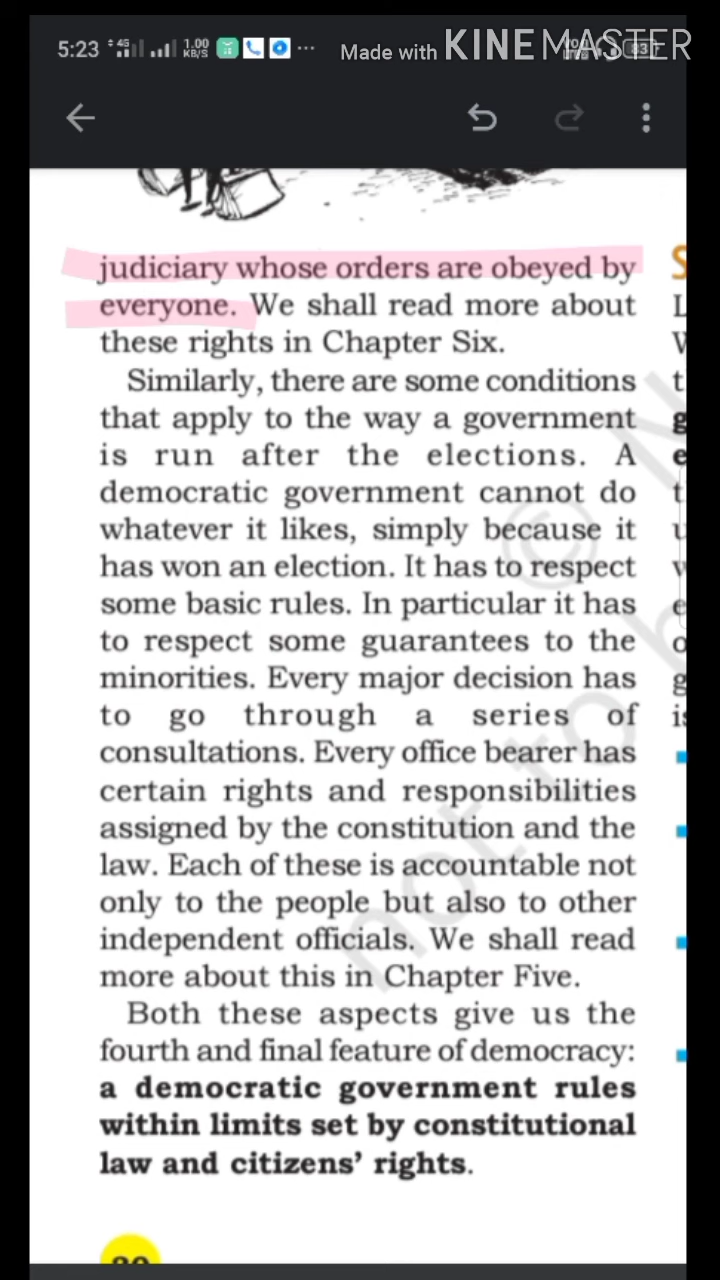 5:23 4G 1.00 KB/S ... Made with KINEMASTER 83
judiciary whose orders are obeyed by
everyone. We shall read more about
these rights in Chapter Six.
Similarly, there are some conditions
that apply to the way a government
is run after the elections. A
democratic government cannot do
whatever it likes, simply because it
has won an election. It has to respect
some basic rules. In particular it has
to respect some guarantees to the
minorities. Every major decision has
to go through a series of
consultations. Every office bearer has
certain rights and responsibilities
assigned by the constitution and the
law. Each of these is accountable not
only to the people but also to other
independent officials. We shall read
more about this in Chapter Five.
Both these aspects give us the
fourth and final feature of democracy:
a democratic government rules
within limits set by constitutional
law and citizens' rights.
© N
not to b